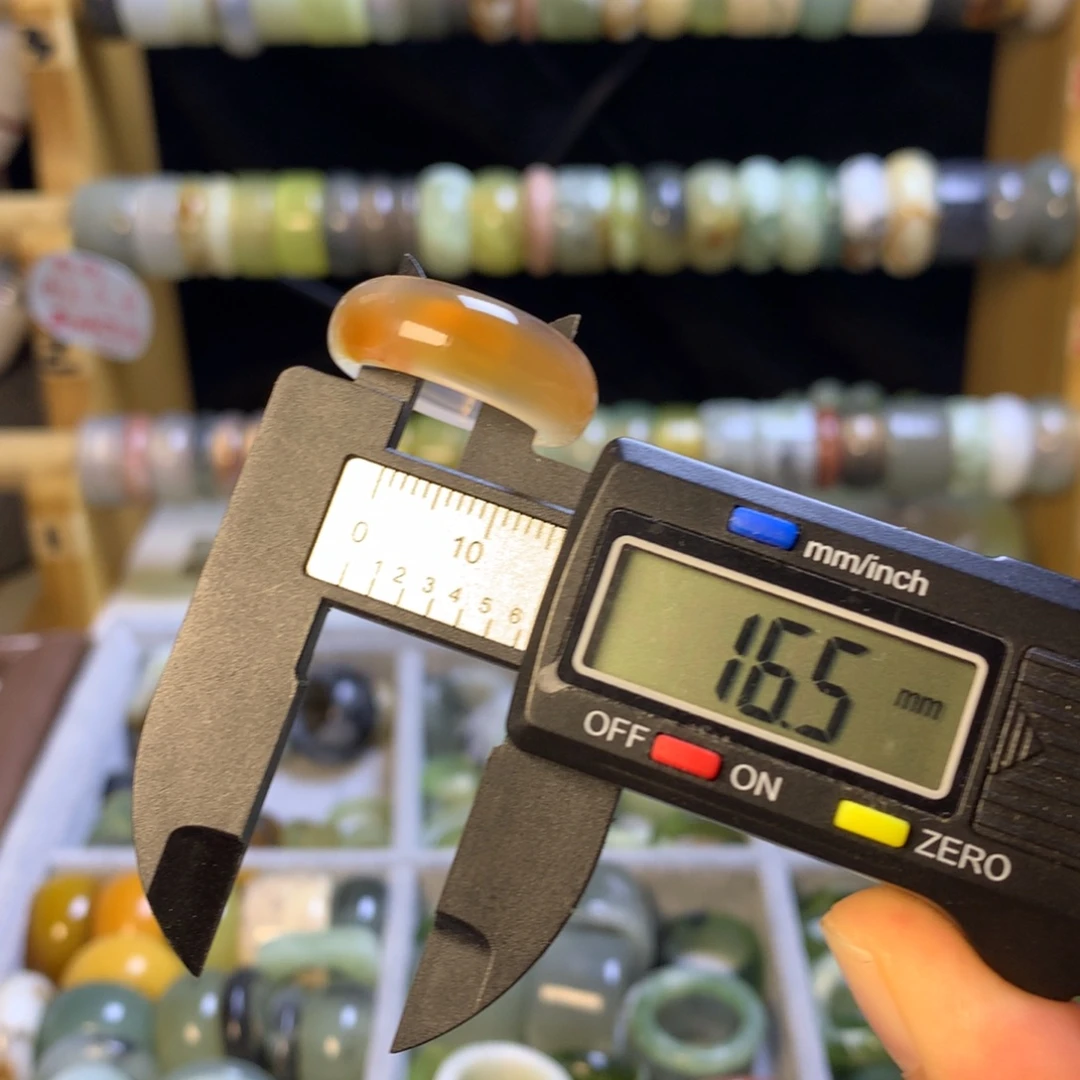 0 10
1 2 3 4 5 6
mm/inch
16.5 mm
OFF ON
ZERO